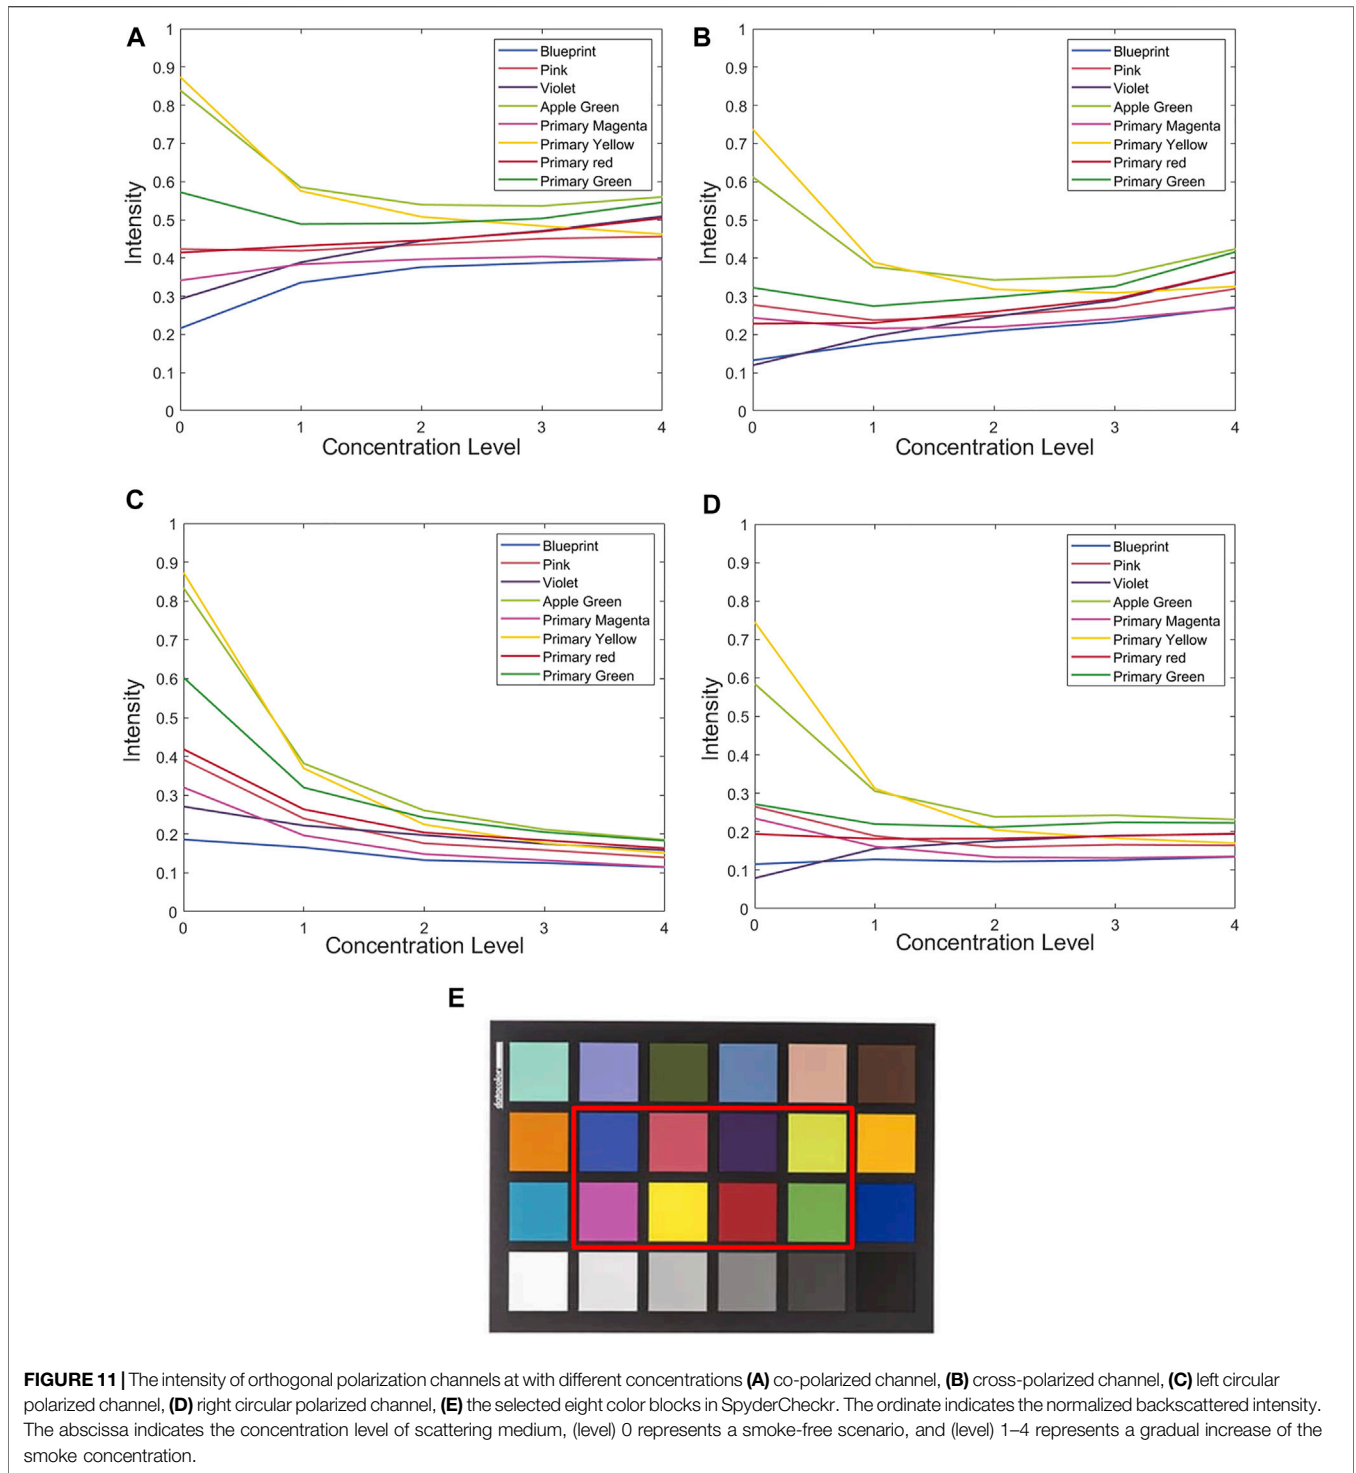 A
1
0.9
0.8
0.7
0.6
0.5
0.4
0.3
0.2
0.1
0
Intensity
0 1 2 3 4
Concentration Level
Blueprint
Pink
Violet
Apple Green
Primary Magenta
Primary Yellow
Primary red
Primary Green
B
1
0.9
0.8
0.7
0.6
0.5
0.4
0.3
0.2
0.1
0
Intensity
0 1 2 3 4
Concentration Level
Blueprint
Pink
Violet
Apple Green
Primary Magenta
Primary Yellow
Primary red
Primary Green
C
1
0.9
0.8
0.7
0.6
0.5
0.4
0.3
0.2
0.1
0
Intensity
0 1 2 3 4
Concentration Level
Blueprint
Pink
Violet
Apple Green
Primary Magenta
Primary Yellow
Primary red
Primary Green
D
1
0.9
0.8
0.7
0.6
0.5
0.4
0.3
0.2
0.1
0
Intensity
0 1 2 3 4
Concentration Level
Blueprint
Pink
Violet
Apple Green
Primary Magenta
Primary Yellow
Primary red
Primary Green
E
datacolor
FIGURE 11 | The intensity of orthogonal polarization channels at with different concentrations (A) co-polarized channel, (B) cross-polarized channel, (C) left circular
polarized channel, (D) right circular polarized channel, (E) the selected eight color blocks in SpyderCheckr. The ordinate indicates the normalized backscattered intensity.
The abscissa indicates the concentration level of scattering medium, (level) 0 represents a smoke-free scenario, and (level) 1–4 represents a gradual increase of the
smoke concentration.